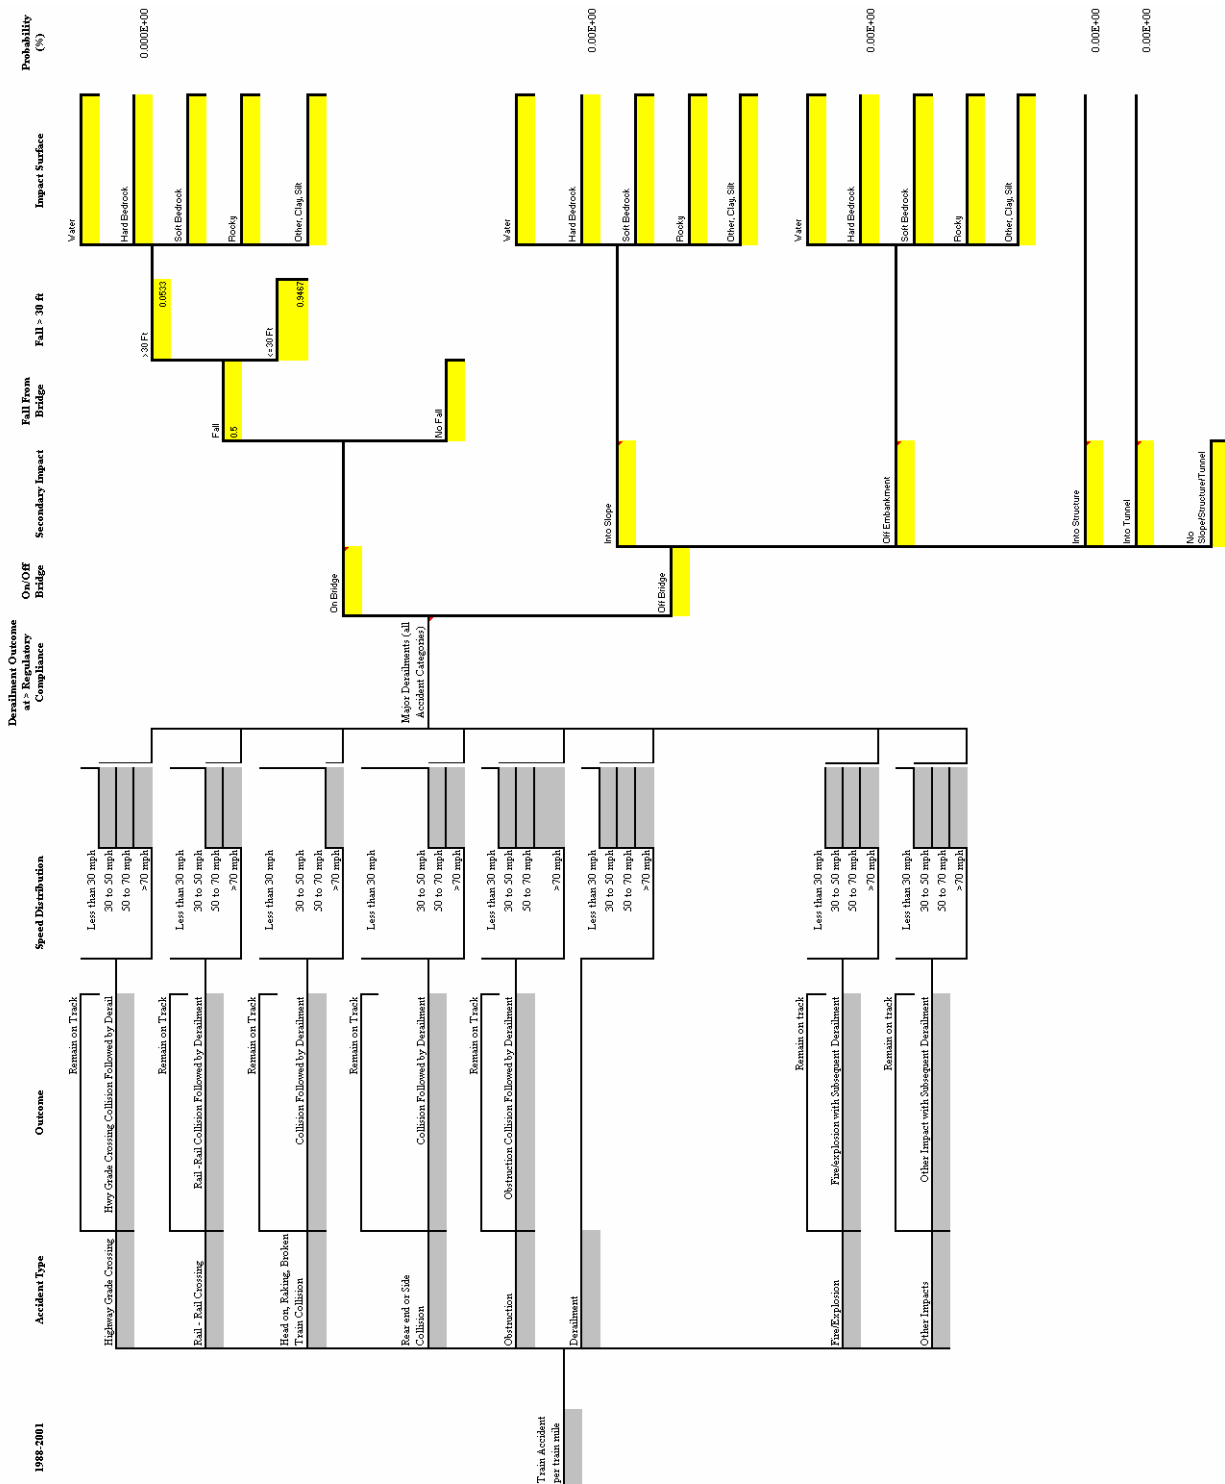 1988-2001
Accident Type
Outcome
Speed Distribution
Derailment Outcome
at > Regulatory
Compliance
On/Off
Bridge
Secondary Impact
Fall From
Bridge
Fall > 30 ft
Impact Surface
Probability
(%)
Train Accident
per train mile
Highway Grade Crossing
Remain on Track
Hwy Grade Crossing Collision Followed by Derail
Less than 30 mph
30 to 50 mph
50 to 70 mph
>70 mph
Rail - Rail Crossing
Remain on Track
Rail -Rail Collision Followed by Derailment
Less than 30 mph
30 to 50 mph
50 to 70 mph
>70 mph
Head on, Raking, Broken
Train Collision
Remain on Track
Collision Followed by Derailment
Less than 30 mph
30 to 50 mph
50 to 70 mph
>70 mph
Rear end or Side
Collision
Remain on Track
Collision Followed by Derailment
Less than 30 mph
30 to 50 mph
50 to 70 mph
>70 mph
Obstruction
Remain on Track
Obstruction Collision Followed by Derailment
Less than 30 mph
30 to 50 mph
50 to 70 mph
>70 mph
Derailment
Less than 30 mph
30 to 50 mph
50 to 70 mph
>70 mph
Fire/Explosion
Remain on track
Fire/explosion with Subsequent Derailment
Less than 30 mph
30 to 50 mph
50 to 70 mph
>70 mph
Other Impacts
Remain on track
Other Impact with Subsequent Derailment
Less than 30 mph
30 to 50 mph
50 to 70 mph
>70 mph
Major Derailments (all
Accident Categories)
On Bridge
Fall
0.5
>30 Ft
0.0533
Water
Hard Bedrock
0.000E+00
Soft Bedrock
Rocky
Other, Clay, Silt
<=30 Ft
0.9467
No Fall
Off Bridge
Into Slope
Water
Hard Bedrock
0.00E+00
Soft Bedrock
Rocky
Other, Clay, Silt
Off Embankment
Water
Hard Bedrock
0.00E+00
Soft Bedrock
Rocky
Other, Clay, Silt
Into Structure
0.00E+00
Into Tunnel
0.00E+00
No
Slope/Structure/Tunnel